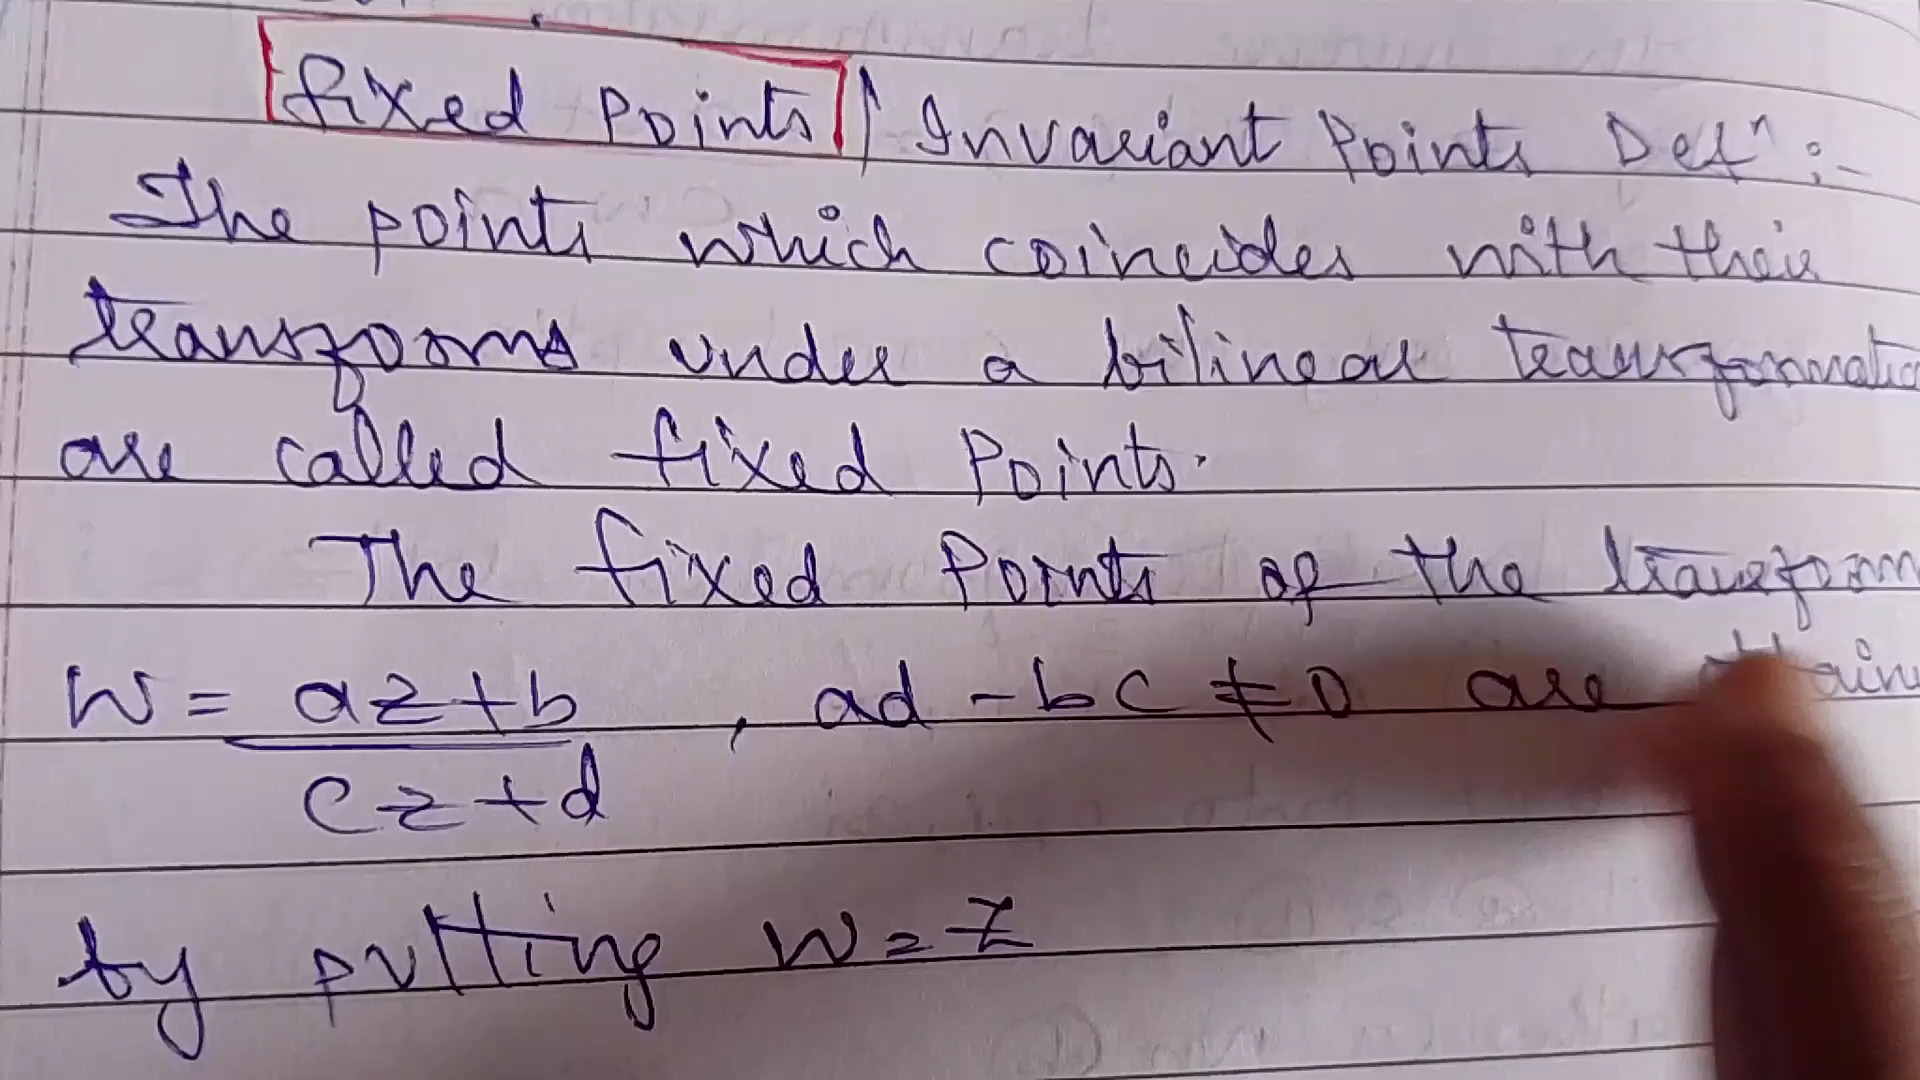 fixed Points / Invariant Points Defⁿ :-
The points which coincides with their
transforms under a bilinear transformatio
are called fixed Points.
The fixed Points of the transform
W = az+b / cz+d , ad - bc ≠ 0 are
by putting W = Z